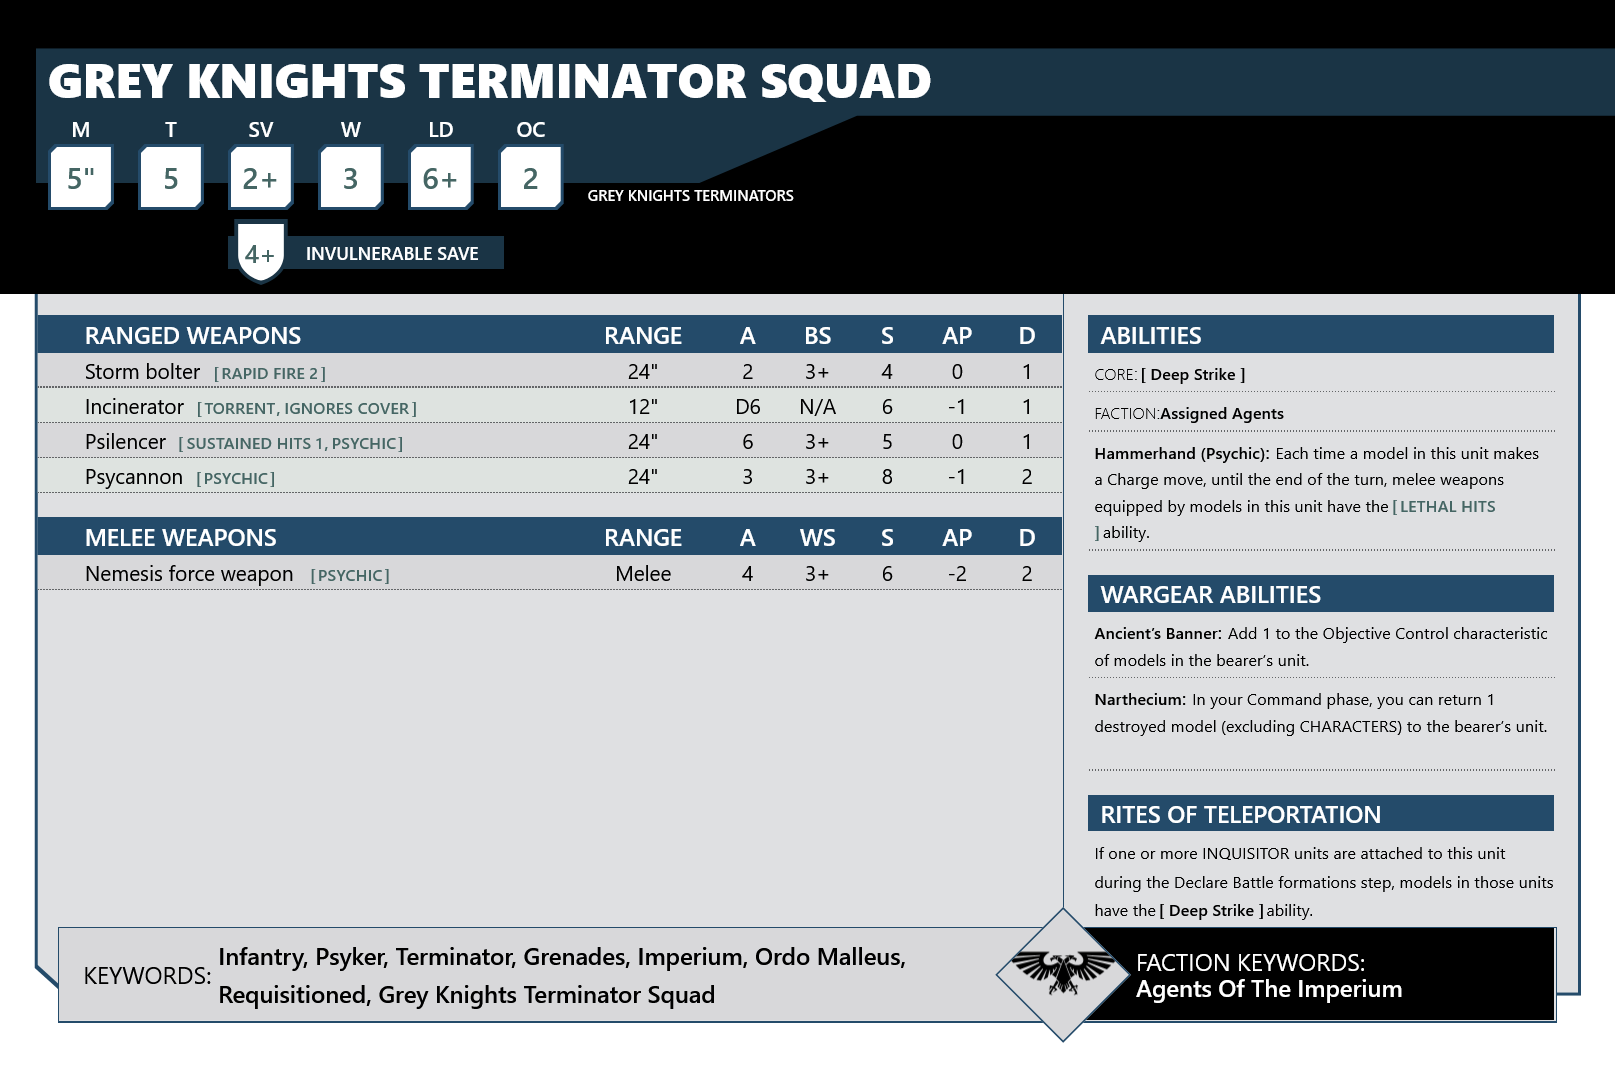 GREY KNIGHTS TERMINATOR SQUAD
M T SV W LD OC
5" 5 2+ 3 6+ 2
GREY KNIGHTS TERMINATORS
4+ INVULNERABLE SAVE
RANGED WEAPONS RANGE A BS S AP D
Storm bolter [RAPID FIRE 2] 24" 2 3+ 4 0 1
Incinerator [TORRENT, IGNORES COVER] 12" D6 N/A 6 -1 1
Psilencer [SUSTAINED HITS 1, PSYCHIC] 24" 6 3+ 5 0 1
Psycannon [PSYCHIC] 24" 3 3+ 8 -1 2
MELEE WEAPONS RANGE A WS S AP D
Nemesis force weapon [PSYCHIC] Melee 4 3+ 6 -2 2
ABILITIES
CORE: [ Deep Strike ]
FACTION:Assigned Agents
Hammerhand (Psychic): Each time a model in this unit makes
a Charge move, until the end of the turn, melee weapons
equipped by models in this unit have the [LETHAL HITS
] ability.
WARGEAR ABILITIES
Ancient’s Banner: Add 1 to the Objective Control characteristic
of models in the bearer’s unit.
Narthecium: In your Command phase, you can return 1
destroyed model (excluding CHARACTERS) to the bearer’s unit.
RITES OF TELEPORTATION
If one or more INQUISITOR units are attached to this unit
during the Declare Battle formations step, models in those units
have the [ Deep Strike ] ability.
KEYWORDS:
Infantry, Psyker, Terminator, Grenades, Imperium, Ordo Malleus,
Requisitioned, Grey Knights Terminator Squad
FACTION KEYWORDS:
Agents Of The Imperium